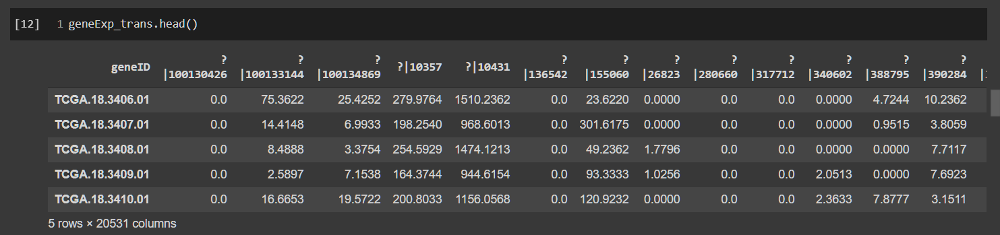 [12] 1 geneExp_trans.head()
geneID ?|100130426 ?|100133144 ?|100134869 ?|10357 ?|10431 ?|136542 ?|155060 ?|26823 ?|280660 ?|317712 ?|340602 ?|388795 ?|390284
TCGA.18.3406.01 0.0 75.3622 25.4252 279.9764 1510.2362 0.0 23.6220 0.0000 0.0 0.0 0.0000 4.7244 10.2362
TCGA.18.3407.01 0.0 14.4148 6.9933 198.2540 968.6013 0.0 301.6175 0.0000 0.0 0.0 0.0000 0.9515 3.8059
TCGA.18.3408.01 0.0 8.4888 3.3754 254.5929 1474.1213 0.0 49.2362 1.7796 0.0 0.0 0.0000 0.0000 7.7117
TCGA.18.3409.01 0.0 2.5897 7.1538 164.3744 944.6154 0.0 93.3333 1.0256 0.0 0.0 2.0513 0.0000 7.6923
TCGA.18.3410.01 0.0 16.6653 19.5722 200.8033 1156.0568 0.0 120.9232 0.0000 0.0 0.0 2.3633 7.8777 3.1511
5 rows × 20531 columns